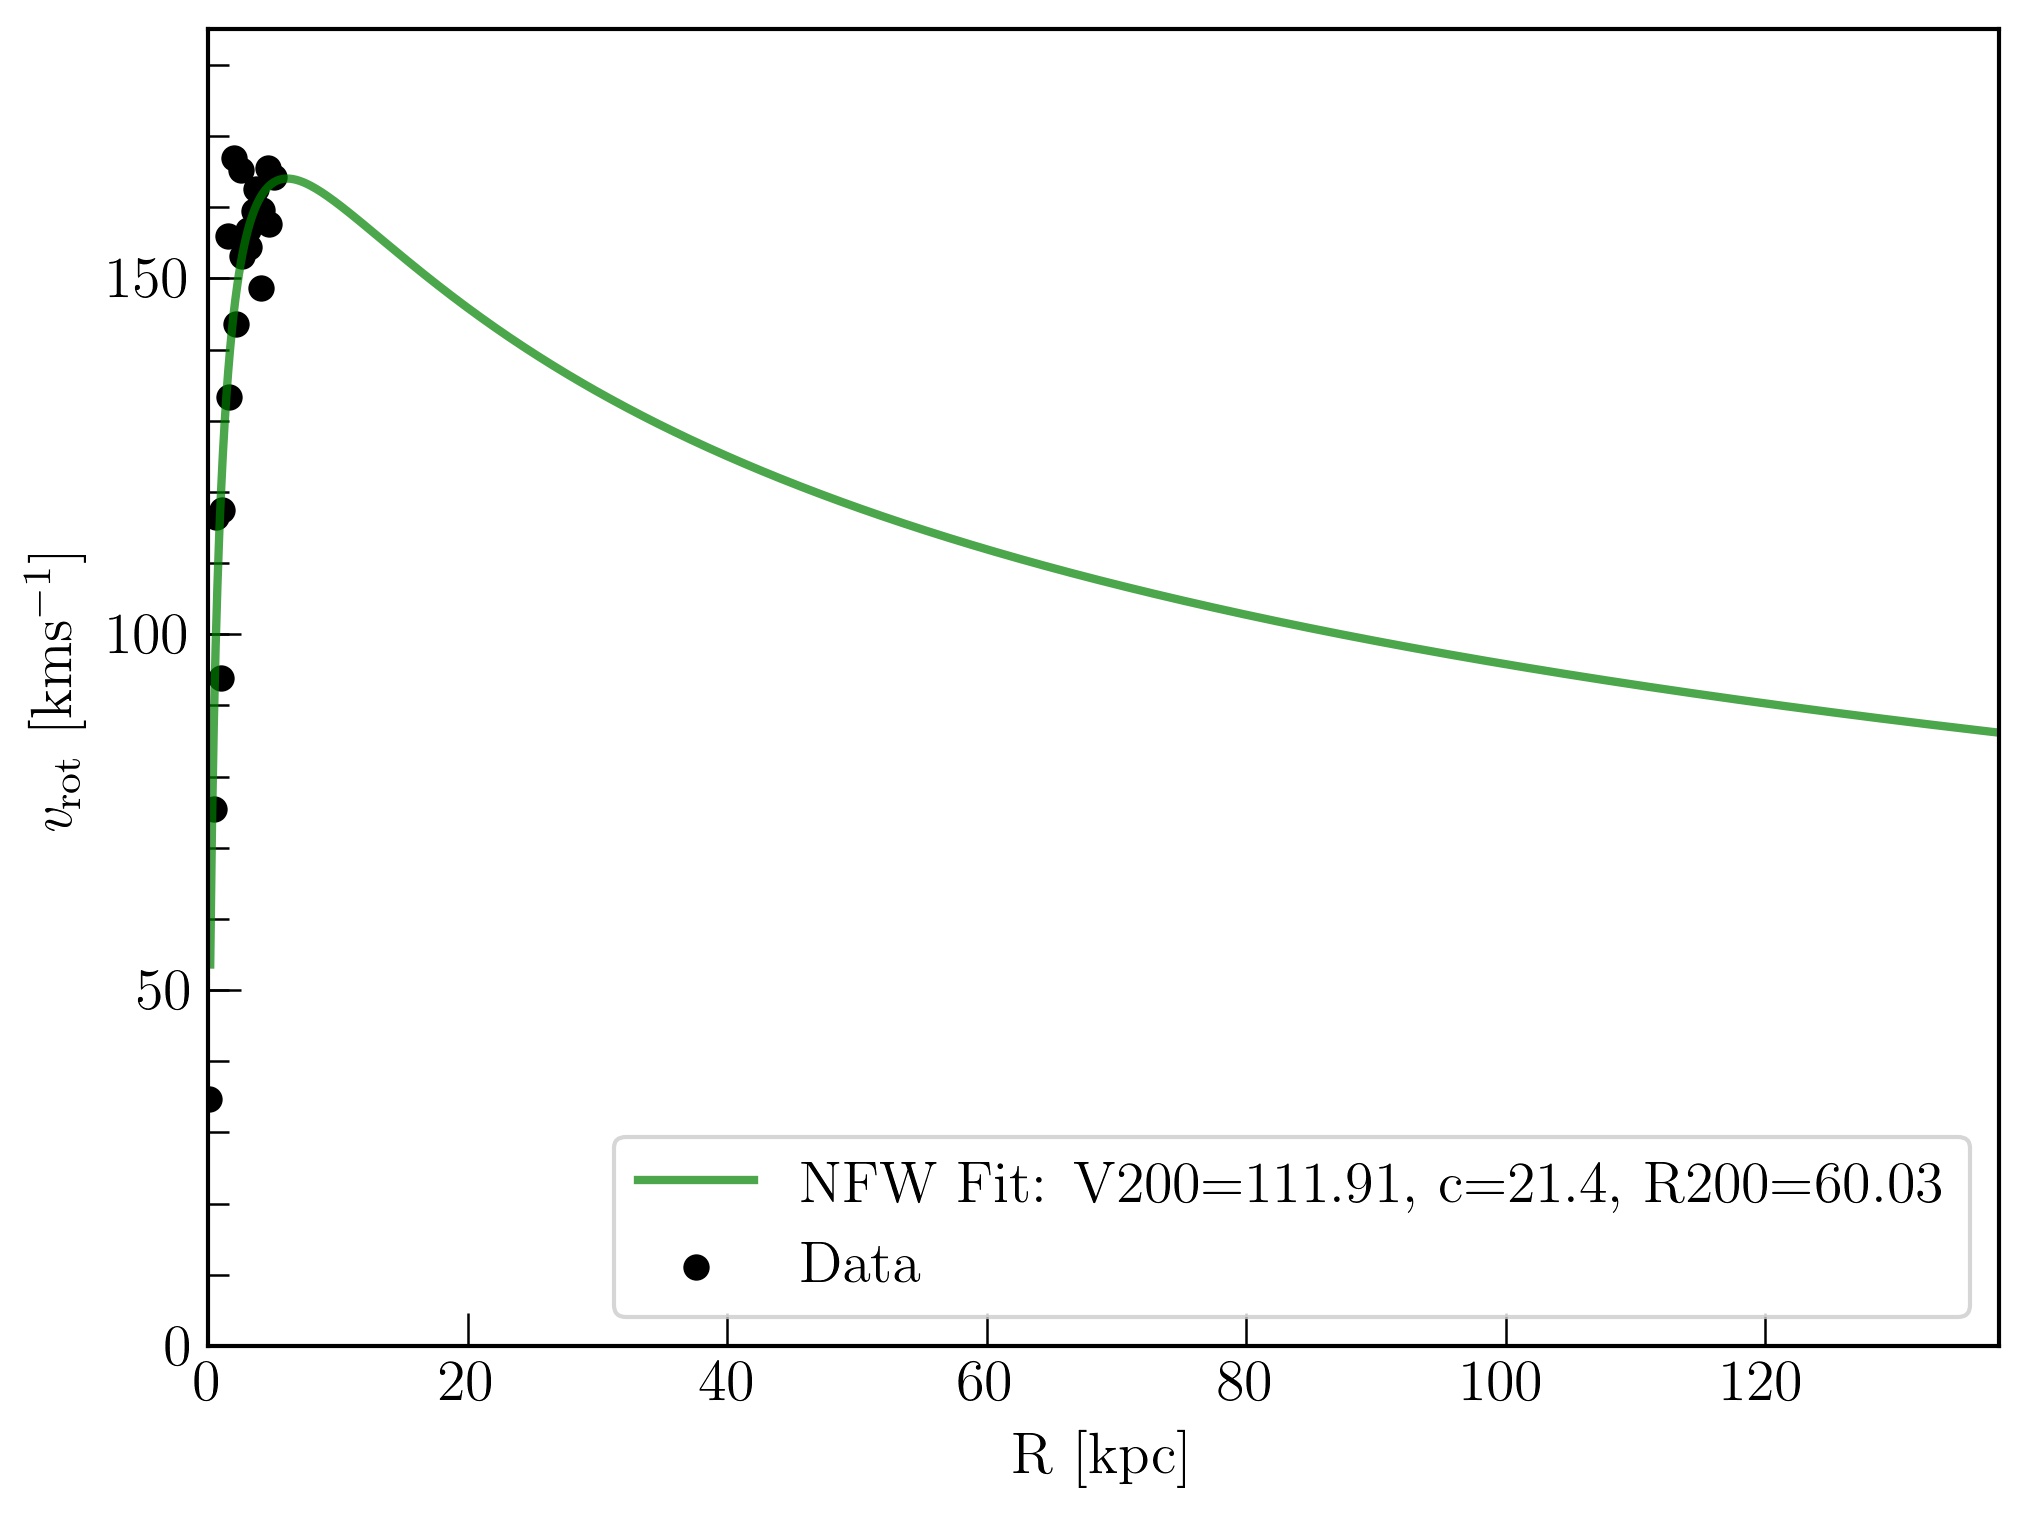 150
100
50
0
v_rot [kms⁻¹]
NFW Fit: V200=111.91, c=21.4, R200=60.03
Data
0 20 40 60 80 100 120
R [kpc]